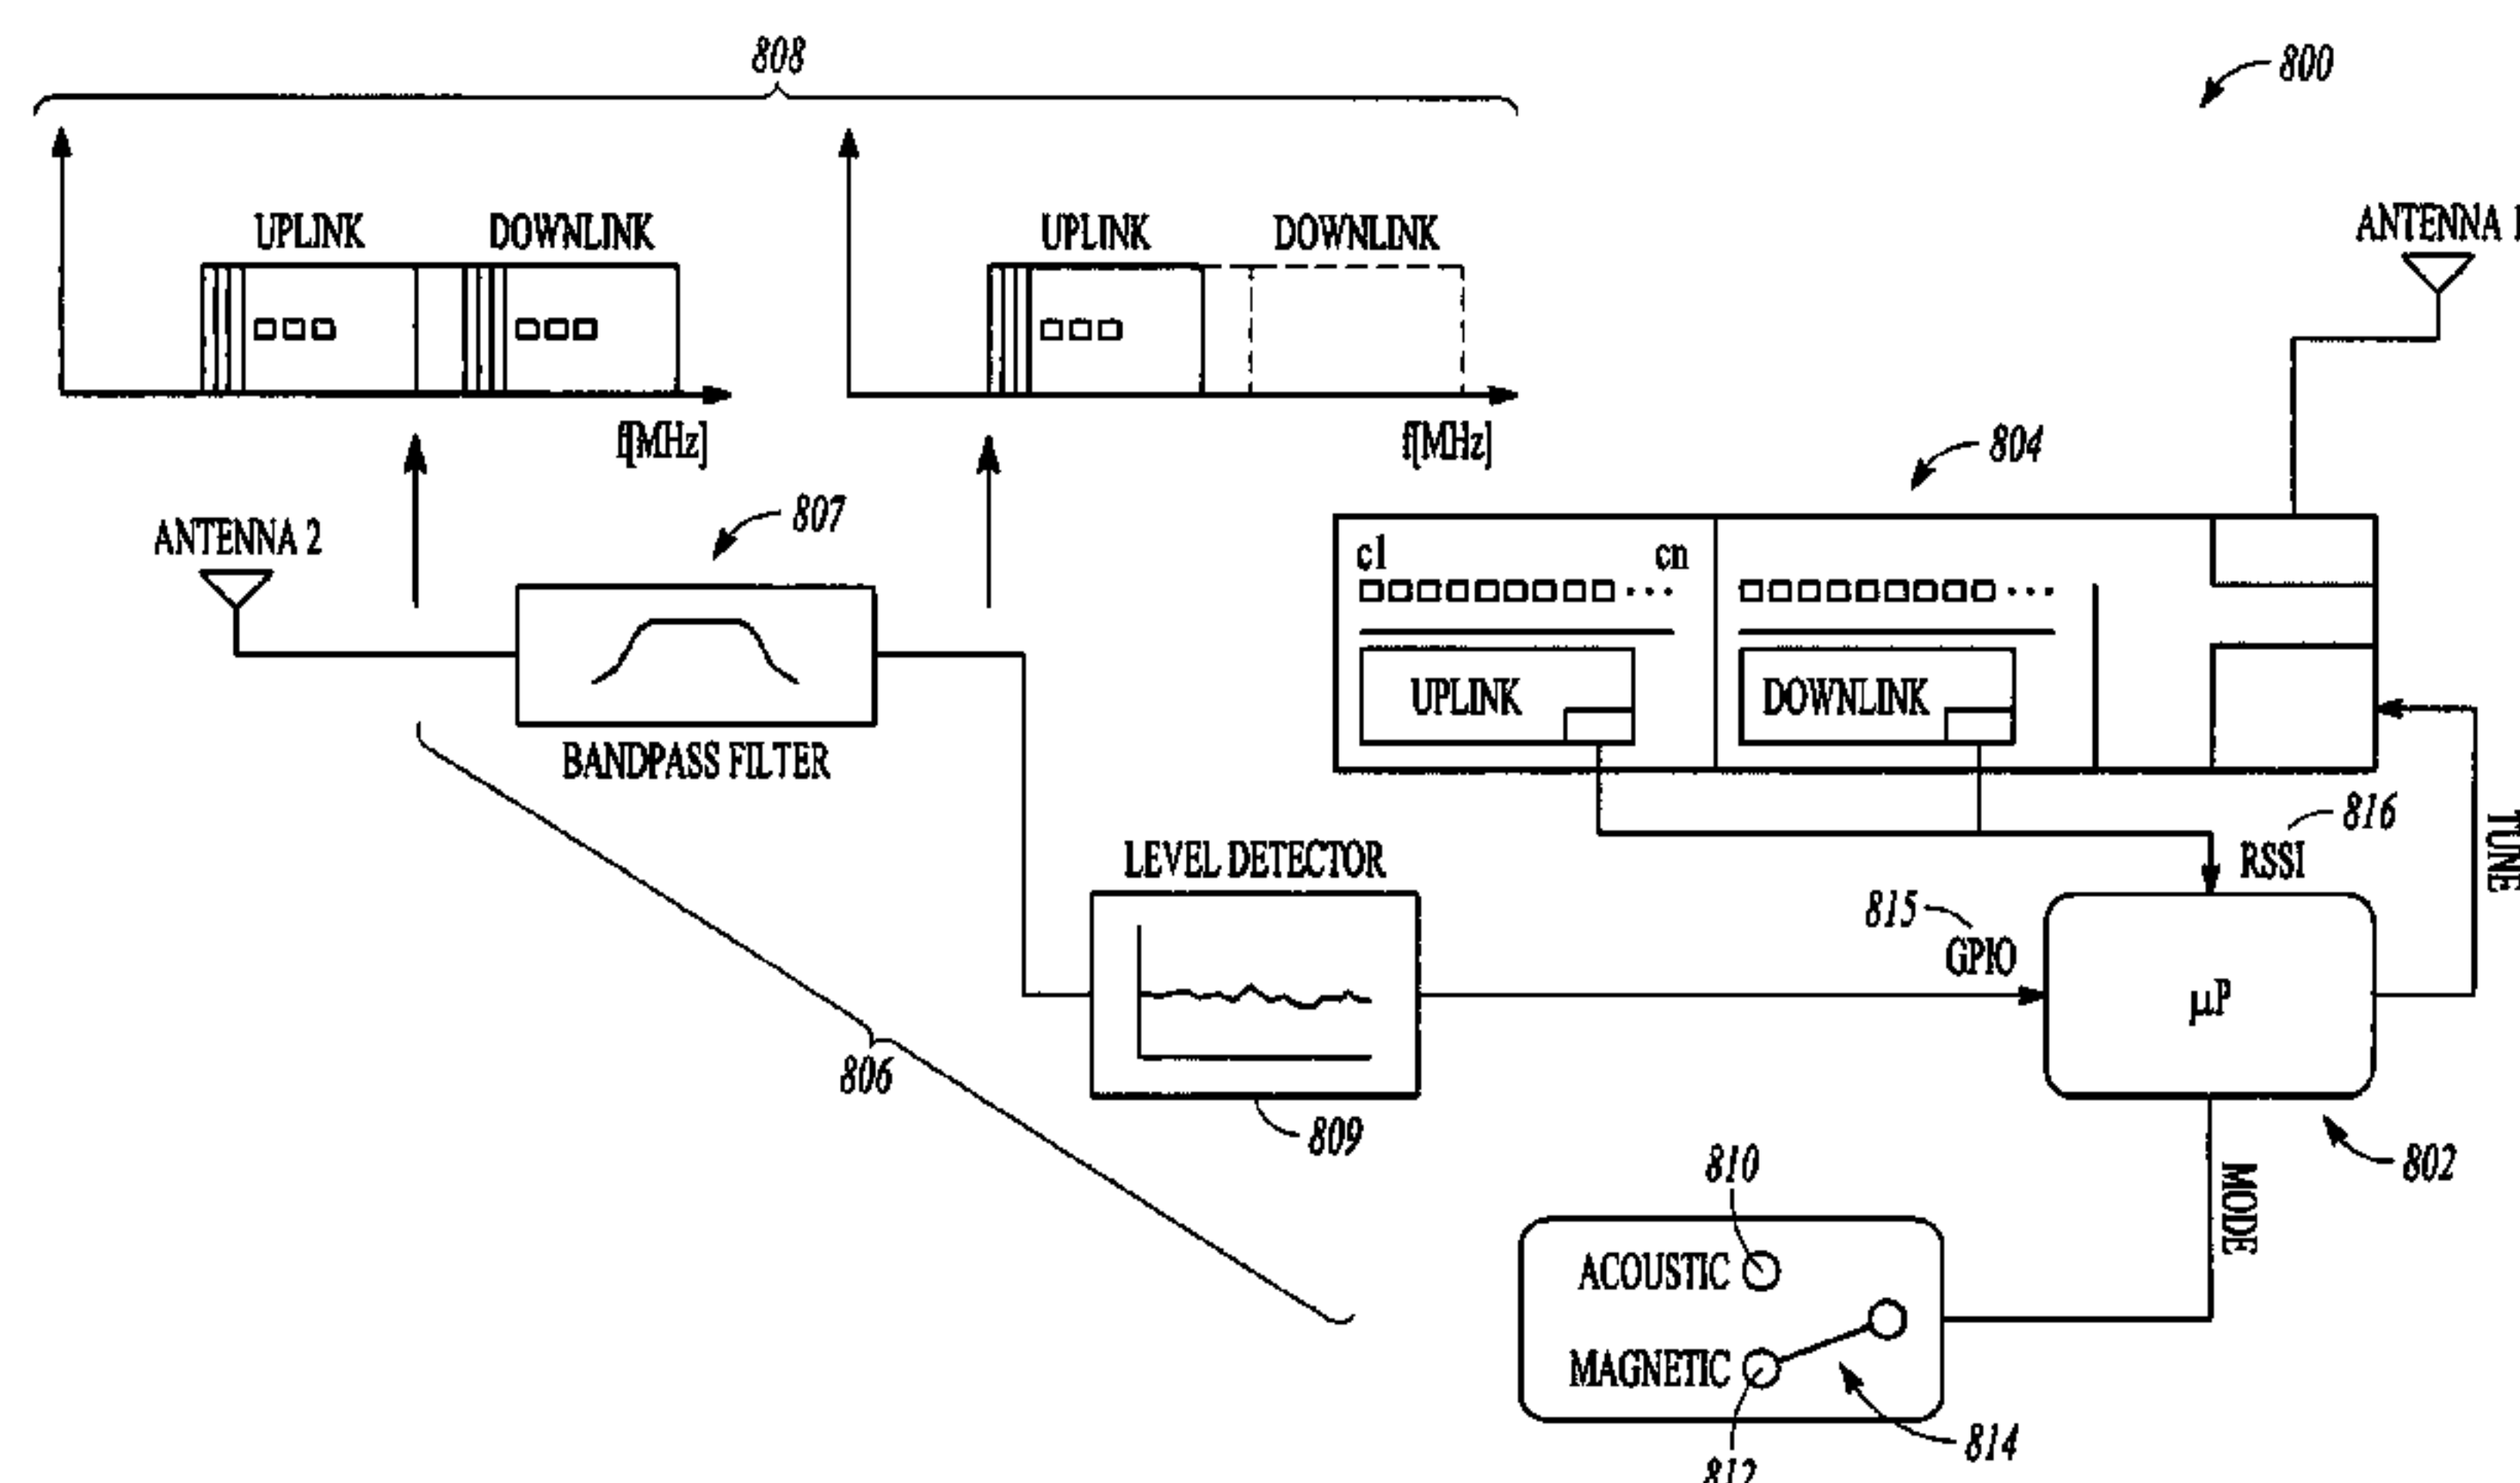 808
800
UPLINK DOWNLINK
UPLINK DOWNLINK
ANTENNA 1
f[MHz]
f[MHz]
804
807
ANTENNA 2
c1 cn
UPLINK
DOWNLINK
BANDPASS FILTER
816
RSSI
TUNE
LEVEL DETECTOR
815
GPIO
μP
806
809
802
MODE
810
ACOUSTIC
MAGNETIC
814
812